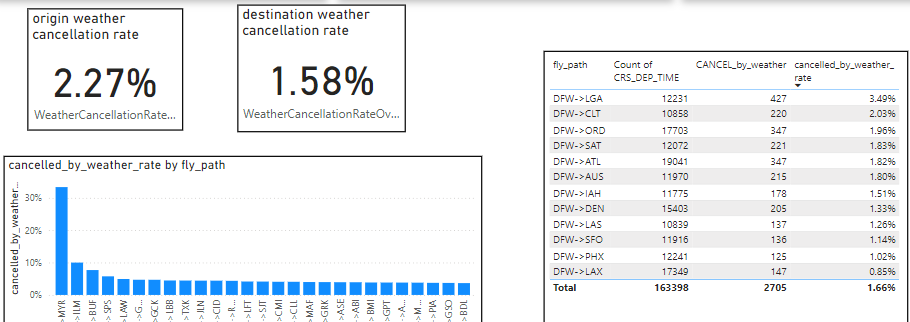 origin weather
cancellation rate
2.27%
WeatherCancellationRate...
destination weather
cancellation rate
1.58%
WeatherCancellationRateOv...
cancelled_by_weather_rate by fly_path
cancelled_by_weather...
30%
20%
10%
0%
>MYR
>ILM
>BUF
>SPS
>LAW
>G...
>GCK
>LBB
>TXK
>JLN
>CID
>R...
>LFT
>SJT
>CMI
>CLL
>MAF
>GRK
>ASE
>ABI
>BMI
>GPT
>A...
>M...
>PIA
>GSO
>BDL
fly_path Count of CRS_DEP_TIME CANCEL_by_weather cancelled_by_weather_rate
DFW->LGA 12231 427 3.49%
DFW->CLT 10858 220 2.03%
DFW->ORD 17703 347 1.96%
DFW->SAT 12072 221 1.83%
DFW->ATL 19041 347 1.82%
DFW->AUS 11970 215 1.80%
DFW->IAH 11775 178 1.51%
DFW->DEN 15403 205 1.33%
DFW->LAS 10839 137 1.26%
DFW->SFO 11916 136 1.14%
DFW->PHX 12241 125 1.02%
DFW->LAX 17349 147 0.85%
Total 163398 2705 1.66%